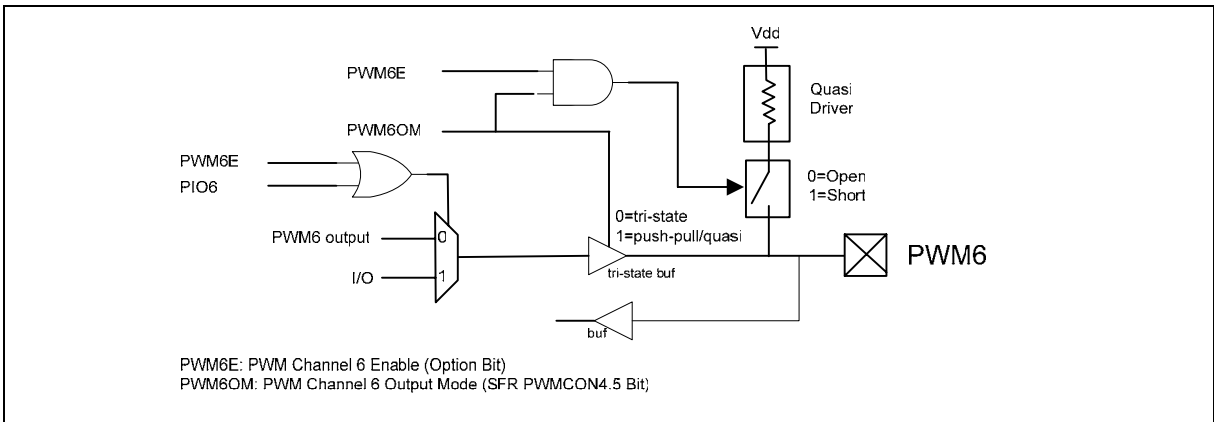 Vdd
PWM6E
Quasi
Driver
PWM6OM
PWM6E
PIO6
0=Open
1=Short
0=tri-state
1=push-pull/quasi
PWM6 output
0
I/O
1
tri-state buf
PWM6
buf
PWM6E: PWM Channel 6 Enable (Option Bit)
PWM6OM: PWM Channel 6 Output Mode (SFR PWMCON4.5 Bit)